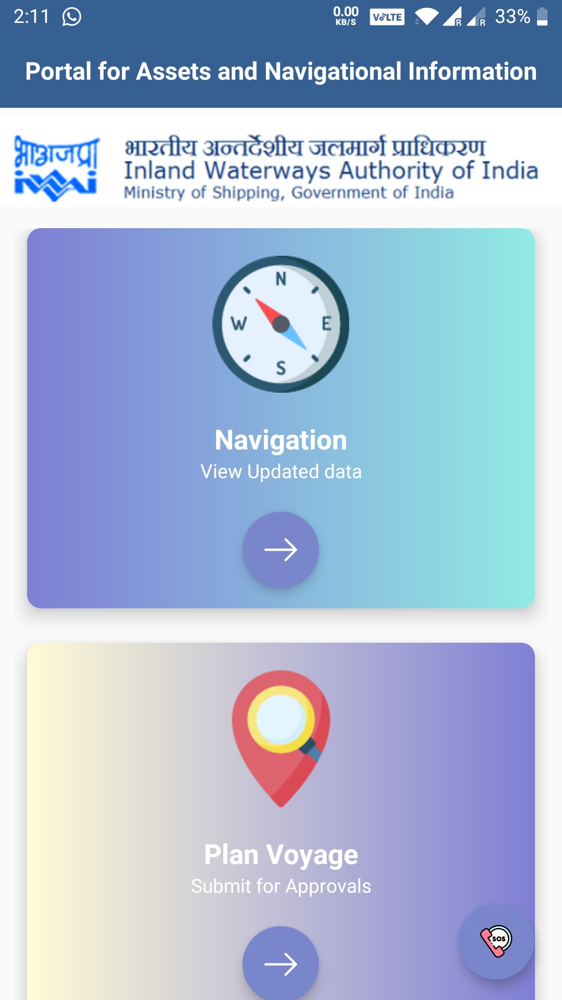 2:11 0.00 KB/S VoLTE R R 33%
Portal for Assets and Navigational Information
भाअजप्रा
भारतीय अन्तर्देशीय जलमार्ग प्राधिकरण
iwai
Inland Waterways Authority of India
Ministry of Shipping, Government of India
N
W E
S
Navigation
View Updated data
Plan Voyage
Submit for Approvals
SOS